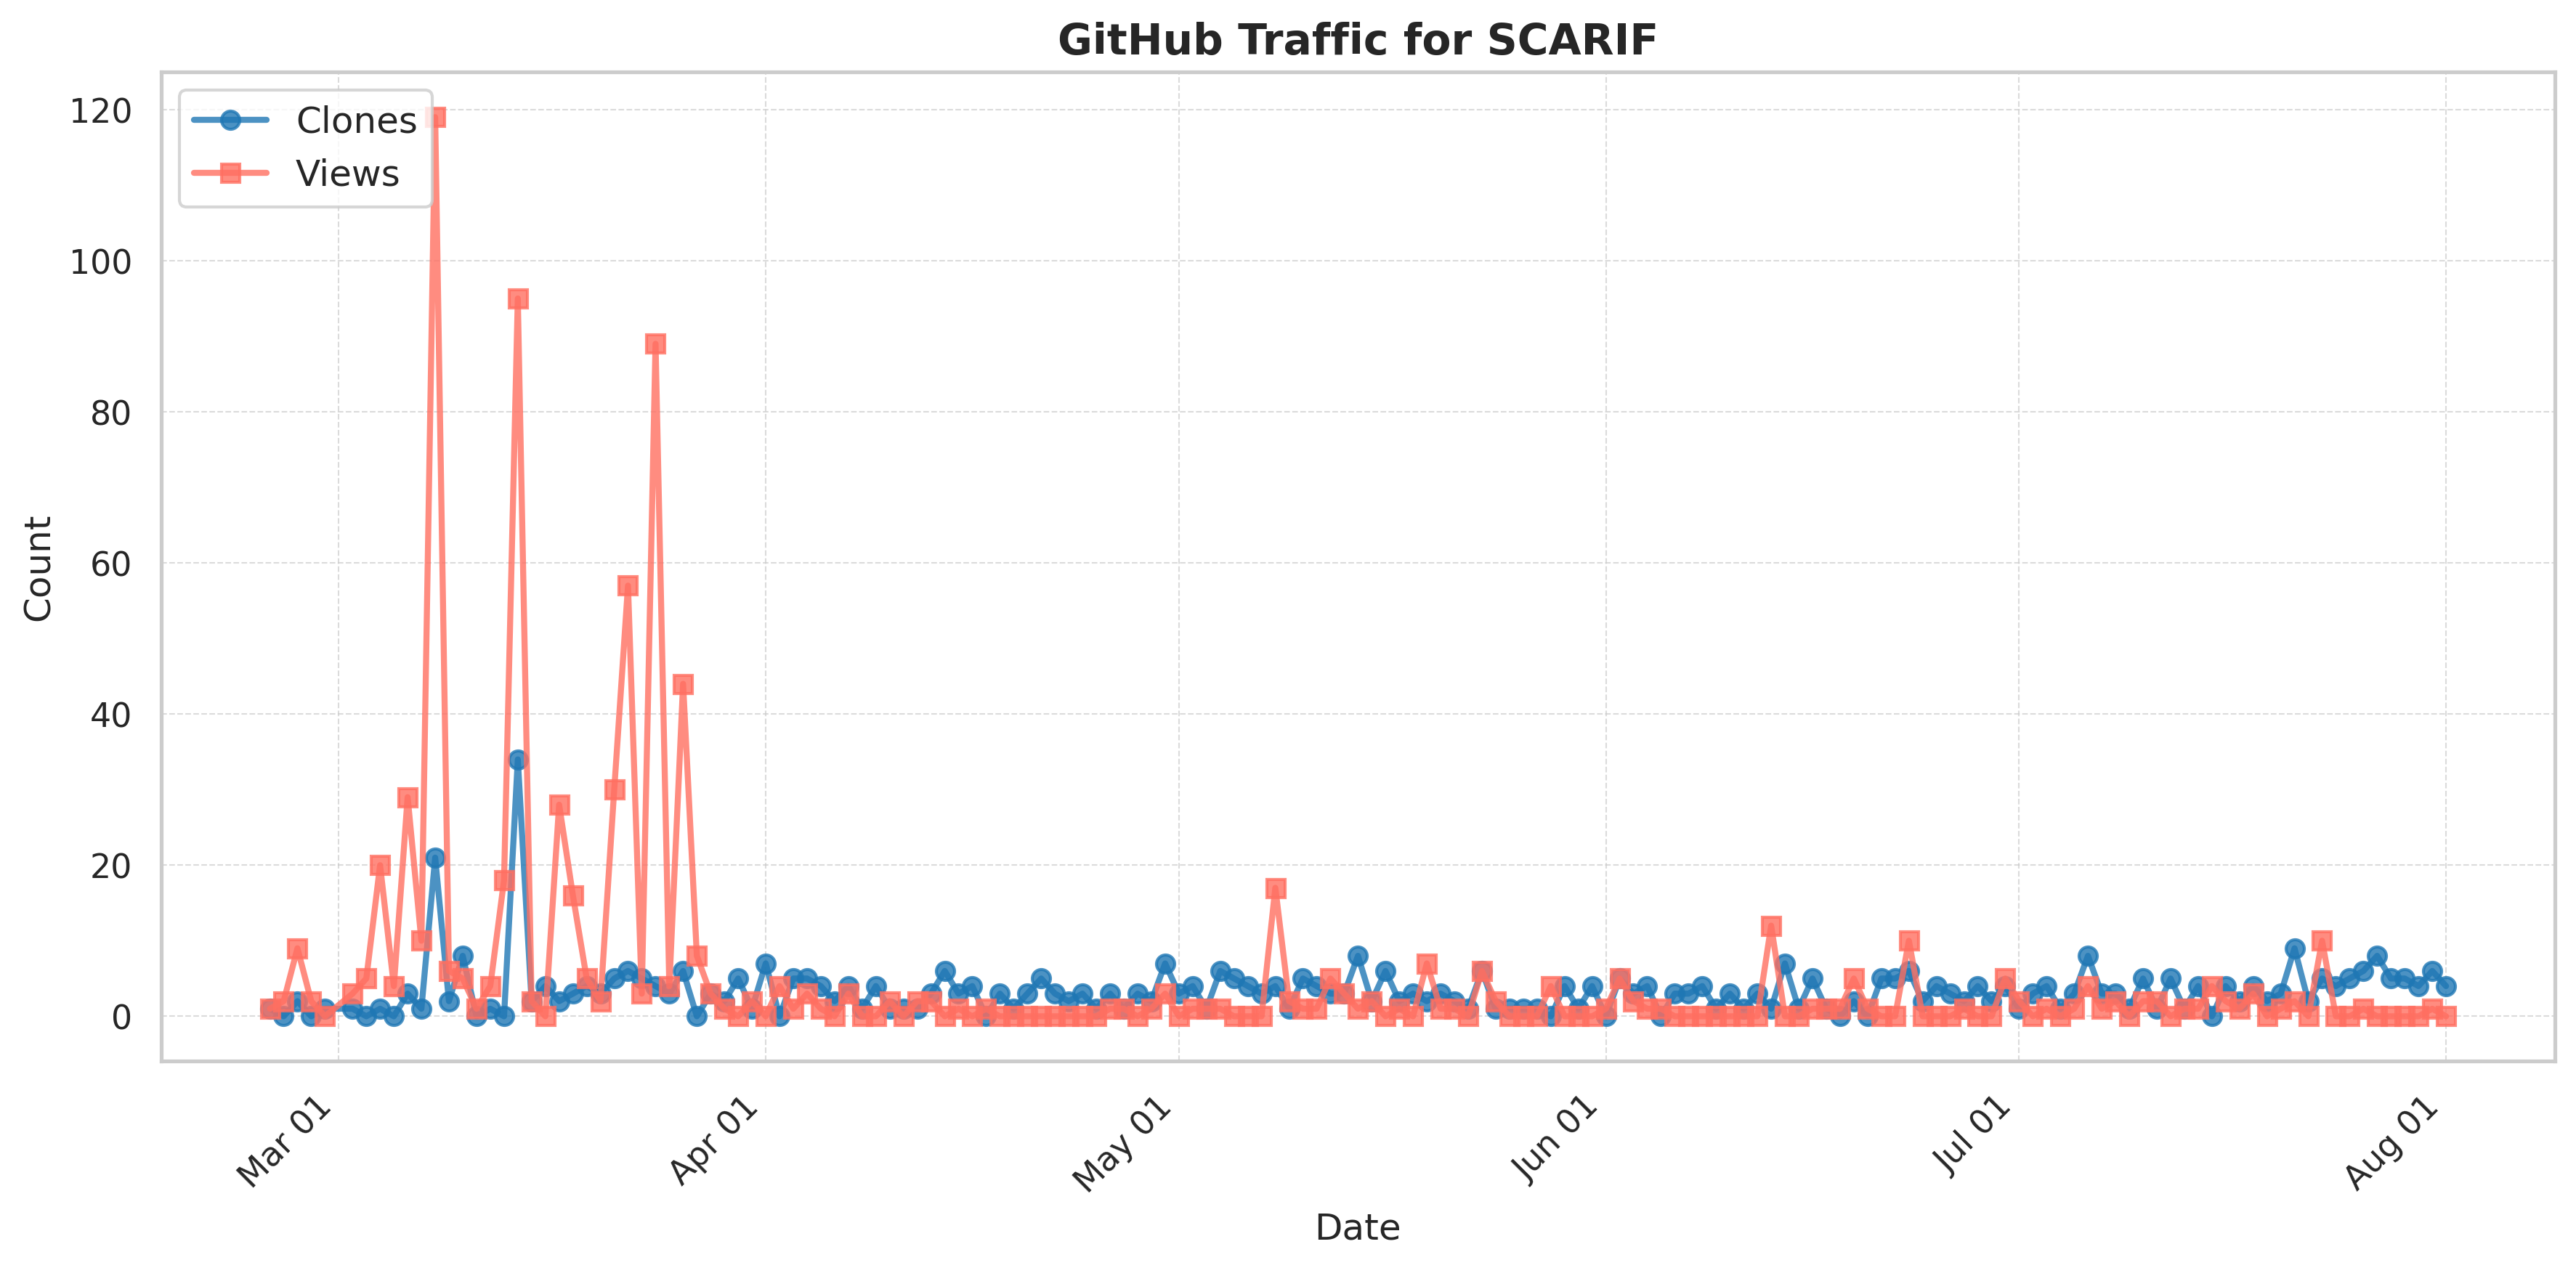 GitHub Traffic for SCARIF
Clones
Views
120
100
80
60
40
20
0
Count
Mar 01
Apr 01
May 01
Jun 01
Jul 01
Aug 01
Date